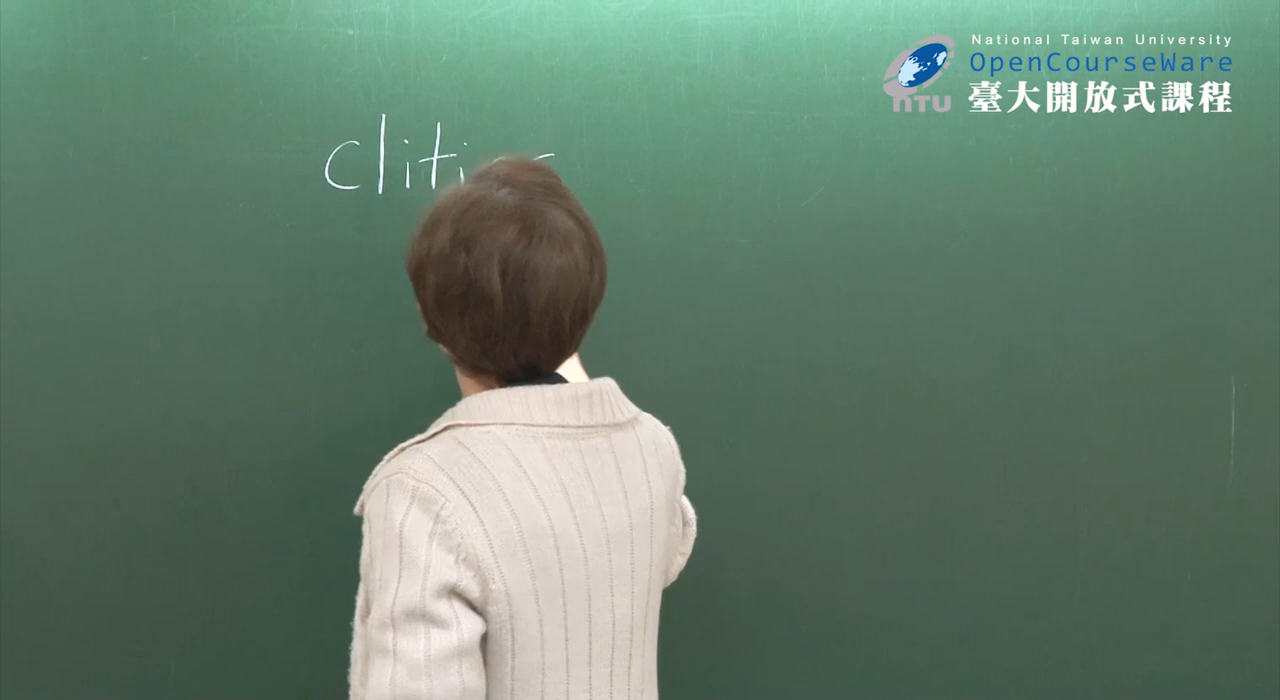 National Taiwan University
OpenCourseWare
NTU
臺大開放式課程